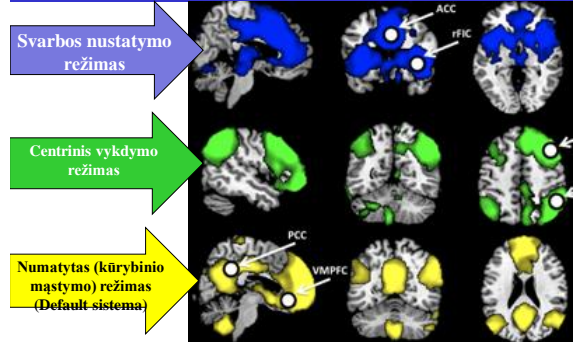 Svarbos nustatymo
režimas
ACC
rFIC
Centrinis vykdymo
režimas
Numatytas (kūrybinio
mąstymo) režimas
(Default sistema)
PCC
VMPFC